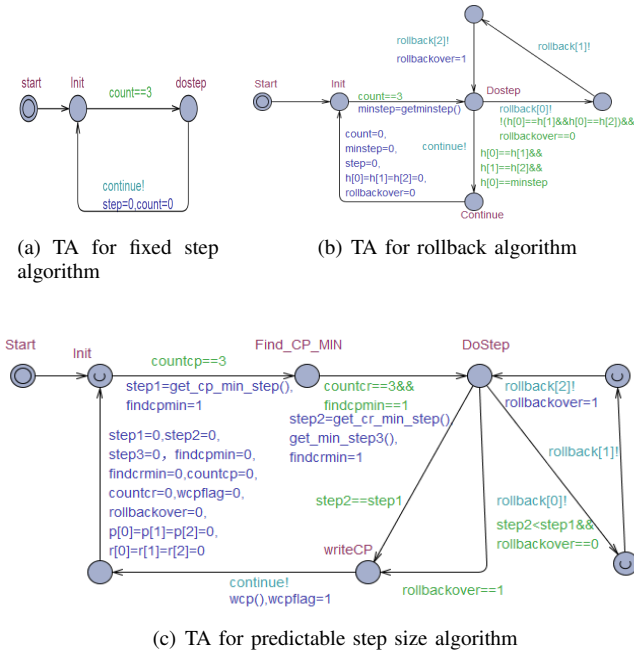 start
Init
count==3
dostep
continue!
step=0,count=0
(a) TA for fixed step
algorithm
rollback[2]!
rollbackover=1
rollback[1]!
Start
Init
count==3
minstep=getminstep()
Dostep
rollback[0]!
!(h[0]==h[1]&&h[0]==h[2])&&
rollbackover==0
count=0,
minstep=0,
step=0,
h[0]=h[1]=h[2]=0,
rollbackover=0
continue!
h[0]==h[1]&&
h[1]==h[2]&&
h[0]==minstep
Continue
(b) TA for rollback algorithm
Start
Init
countcp==3
step1=get_cp_min_step(),
findcpmin=1
Find_CP_MIN
countcr==3&&
findcpmin==1
step2=get_cr_min_step(),
get_min_step3(),
findcrmin=1
DoStep
rollback[2]!
rollbackover=1
rollback[1]!
rollback[0]!
step2<step1&&
rollbackover==0
step1=0,step2=0,
step3=0, findcpmin=0,
findcrmin=0,countcp=0,
countcr=0,wcpflag=0,
rollbackover=0,
p[0]=p[1]=p[2]=0,
r[0]=r[1]=r[2]=0
step2==step1
writeCP
continue!
wcp(),wcpflag=1
rollbackover==1
(c) TA for predictable step size algorithm